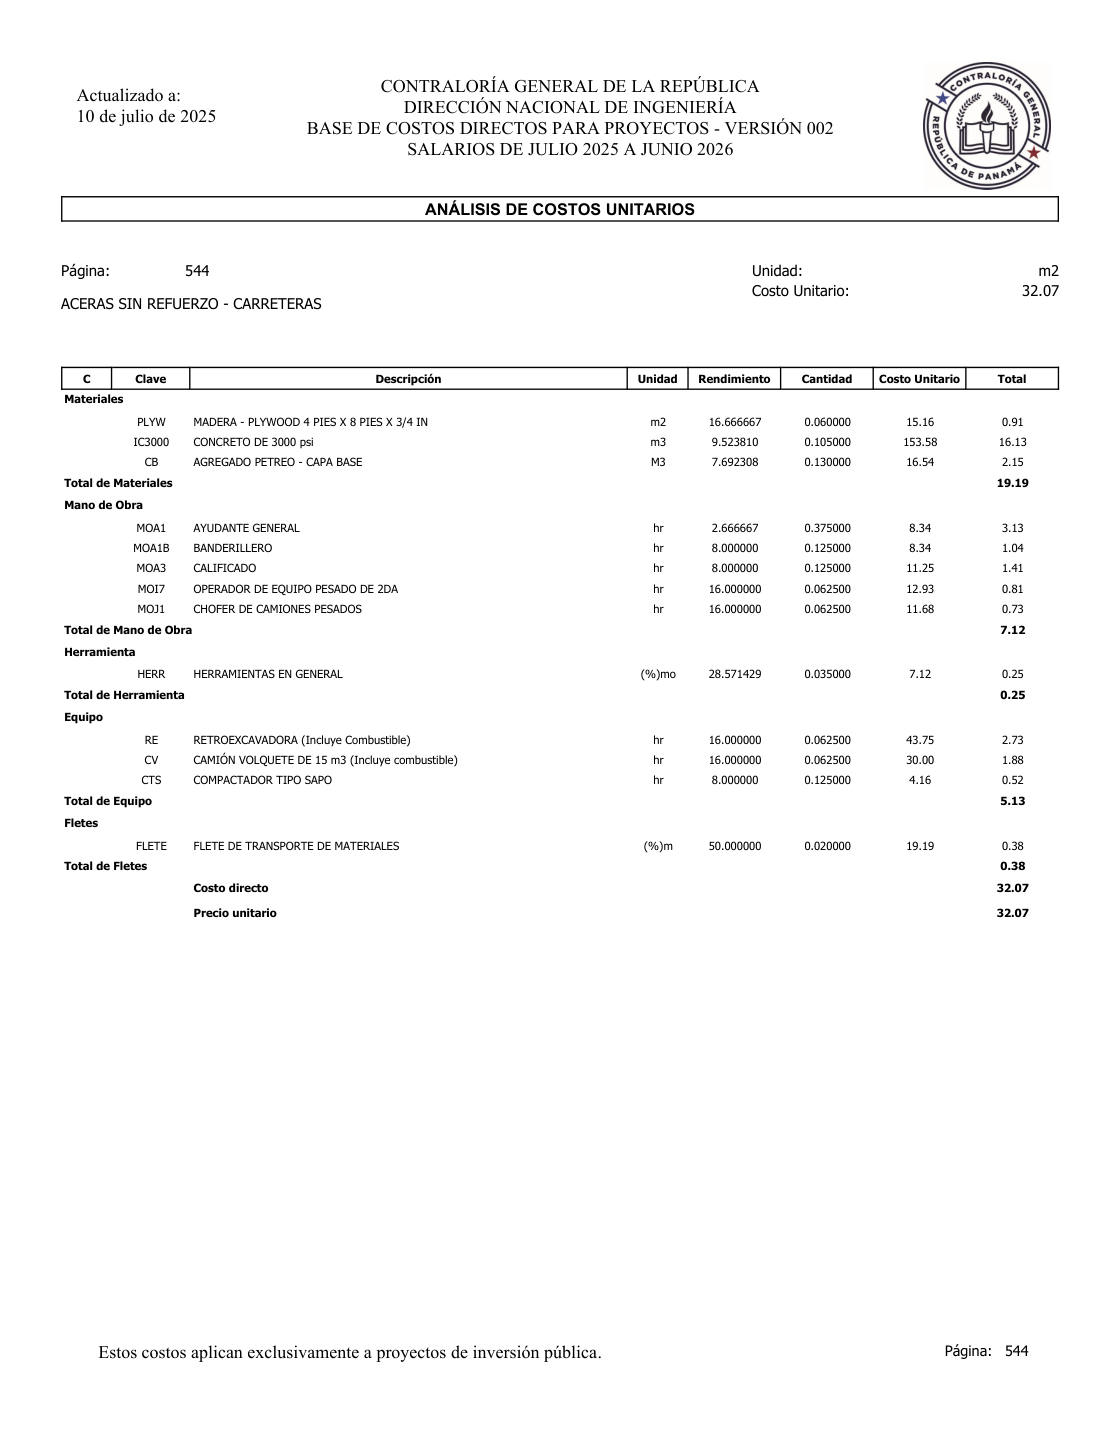 Actualizado a:
10 de julio de 2025
CONTRALORÍA GENERAL DE LA REPÚBLICA
DIRECCIÓN NACIONAL DE INGENIERÍA
BASE DE COSTOS DIRECTOS PARA PROYECTOS - VERSIÓN 002
SALARIOS DE JULIO 2025 A JUNIO 2026
CONTRALORÍA GENERAL
REPÚBLICA DE PANAMÁ
ANÁLISIS DE COSTOS UNITARIOS
Página: 544
Unidad: m2
Costo Unitario: 32.07
ACERAS SIN REFUERZO - CARRETERAS
C Clave Descripción Unidad Rendimiento Cantidad Costo Unitario Total
Materiales
PLYW MADERA - PLYWOOD 4 PIES X 8 PIES X 3/4 IN m2 16.666667 0.060000 15.16 0.91
IC3000 CONCRETO DE 3000 psi m3 9.523810 0.105000 153.58 16.13
CB AGREGADO PETREO - CAPA BASE M3 7.692308 0.130000 16.54 2.15
Total de Materiales 19.19
Mano de Obra
MOA1 AYUDANTE GENERAL hr 2.666667 0.375000 8.34 3.13
MOA1B BANDERILLERO hr 8.000000 0.125000 8.34 1.04
MOA3 CALIFICADO hr 8.000000 0.125000 11.25 1.41
MOI7 OPERADOR DE EQUIPO PESADO DE 2DA hr 16.000000 0.062500 12.93 0.81
MOJ1 CHOFER DE CAMIONES PESADOS hr 16.000000 0.062500 11.68 0.73
Total de Mano de Obra 7.12
Herramienta
HERR HERRAMIENTAS EN GENERAL (%)mo 28.571429 0.035000 7.12 0.25
Total de Herramienta 0.25
Equipo
RE RETROEXCAVADORA (Incluye Combustible) hr 16.000000 0.062500 43.75 2.73
CV CAMIÓN VOLQUETE DE 15 m3 (Incluye combustible) hr 16.000000 0.062500 30.00 1.88
CTS COMPACTADOR TIPO SAPO hr 8.000000 0.125000 4.16 0.52
Total de Equipo 5.13
Fletes
FLETE FLETE DE TRANSPORTE DE MATERIALES (%)m 50.000000 0.020000 19.19 0.38
Total de Fletes 0.38
Costo directo 32.07
Precio unitario 32.07
Estos costos aplican exclusivamente a proyectos de inversión pública.
Página: 544